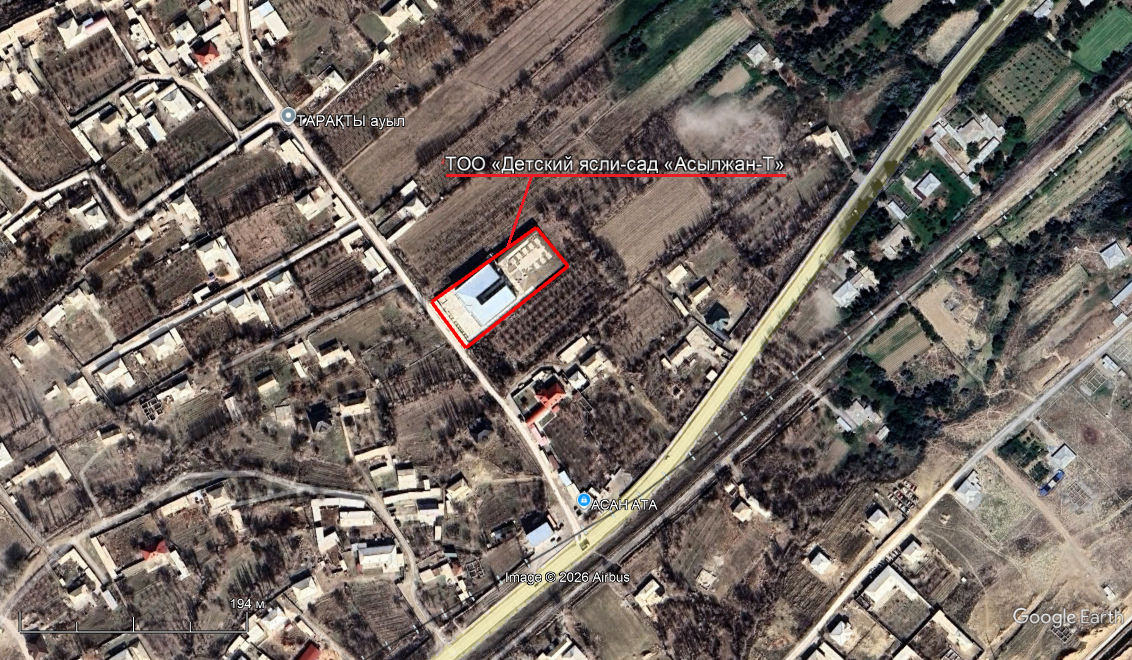 ТАРАҚТЫ ауыл
ТОО «Детский ясли-сад «Асылжан-Т»
АСАН АТА
Image © 2026 Airbus
194 м
Google Earth